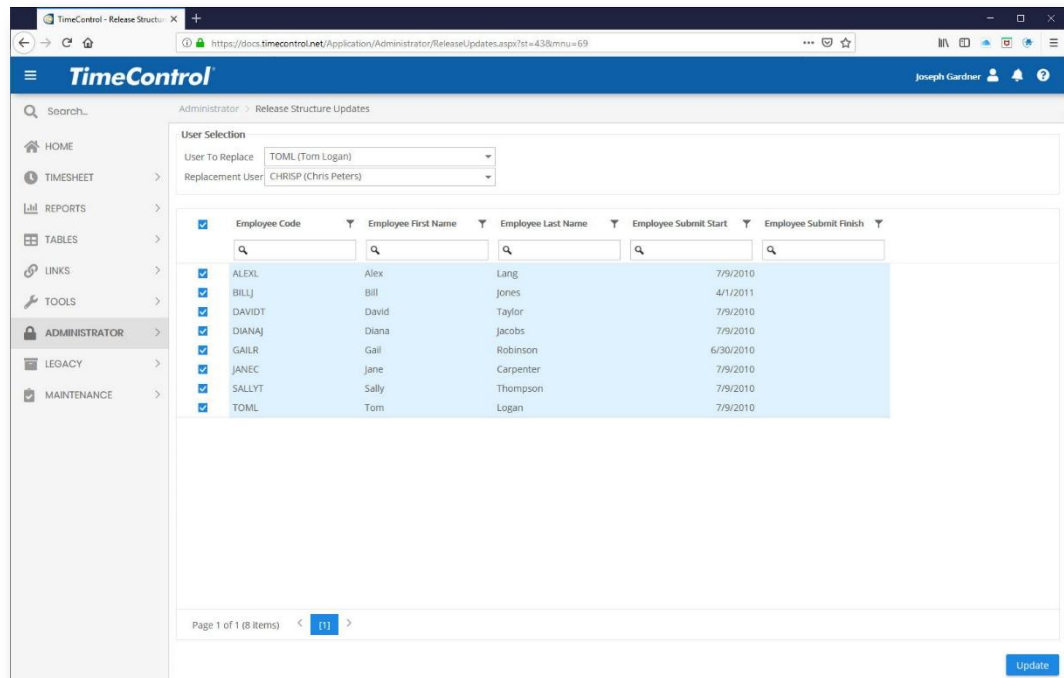 TimeControl - Release Structur
https://docs.timecontrol.net/Application/Administrator/ReleaseUpdates.aspx?st=43&mnu=69
TimeControl
Joseph Gardner
Search...
Administrator > Release Structure Updates
HOME
TIMESHEET
REPORTS
TABLES
LINKS
TOOLS
ADMINISTRATOR
LEGACY
MAINTENANCE
User Selection
User To Replace TOML (Tom Logan)
Replacement User CHRISP (Chris Peters)
Employee Code Employee First Name Employee Last Name Employee Submit Start Employee Submit Finish
ALEXL Alex Lang 7/9/2010
BILLJ Bill Jones 4/1/2011
DAVIDT David Taylor 7/9/2010
DIANAJ Diana Jacobs 7/9/2010
GAILR Gail Robinson 6/30/2010
JANEC Jane Carpenter 7/9/2010
SALLYT Sally Thompson 7/9/2010
TOML Tom Logan 7/9/2010
Page 1 of 1 (8 items) < [1] >
Update